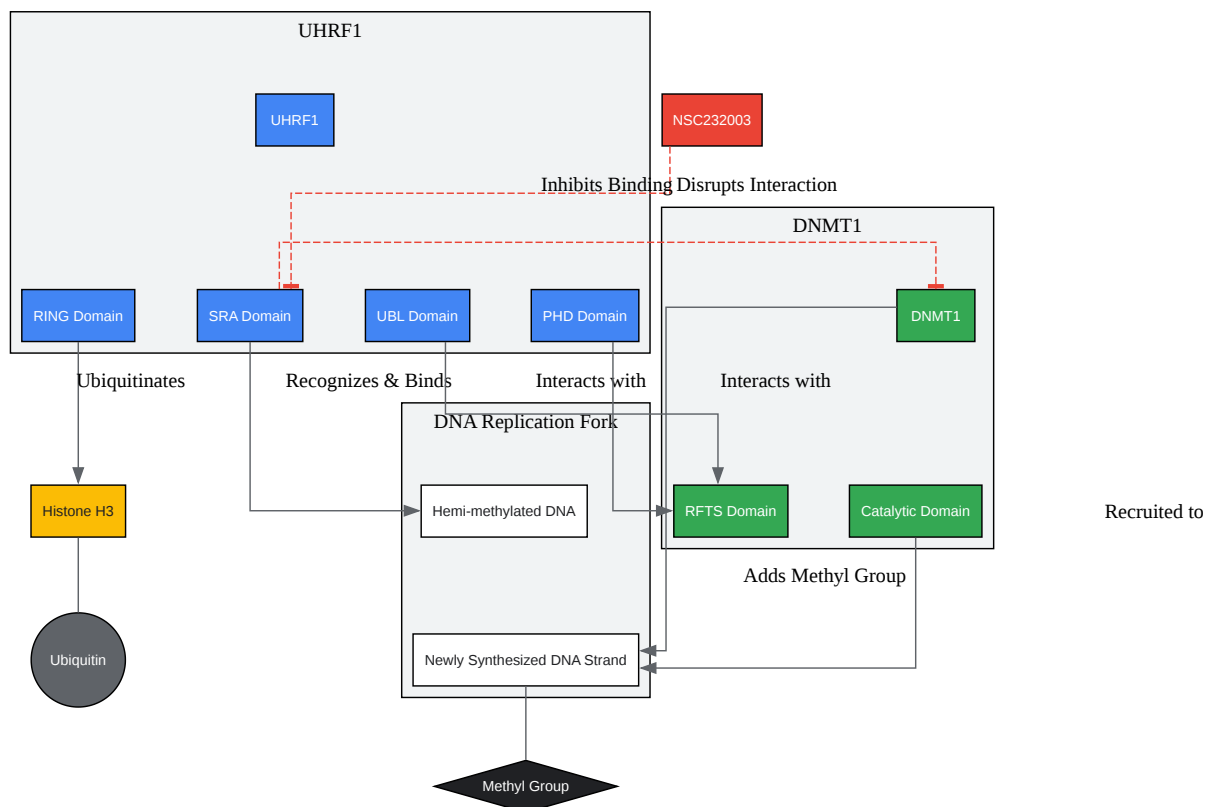 UHRF1
UHRF1
NSC232003
Inhibits Binding
Disrupts Interaction
DNMT1
RING Domain
SRA Domain
UBL Domain
PHD Domain
DNMT1
Ubiquitinates
Recognizes & Binds
Interacts with
Interacts with
DNA Replication Fork
Histone H3
Hemi-methylated DNA
RFTS Domain
Catalytic Domain
Recruited to
Adds Methyl Group
Ubiquitin
Newly Synthesized DNA Strand
Methyl Group